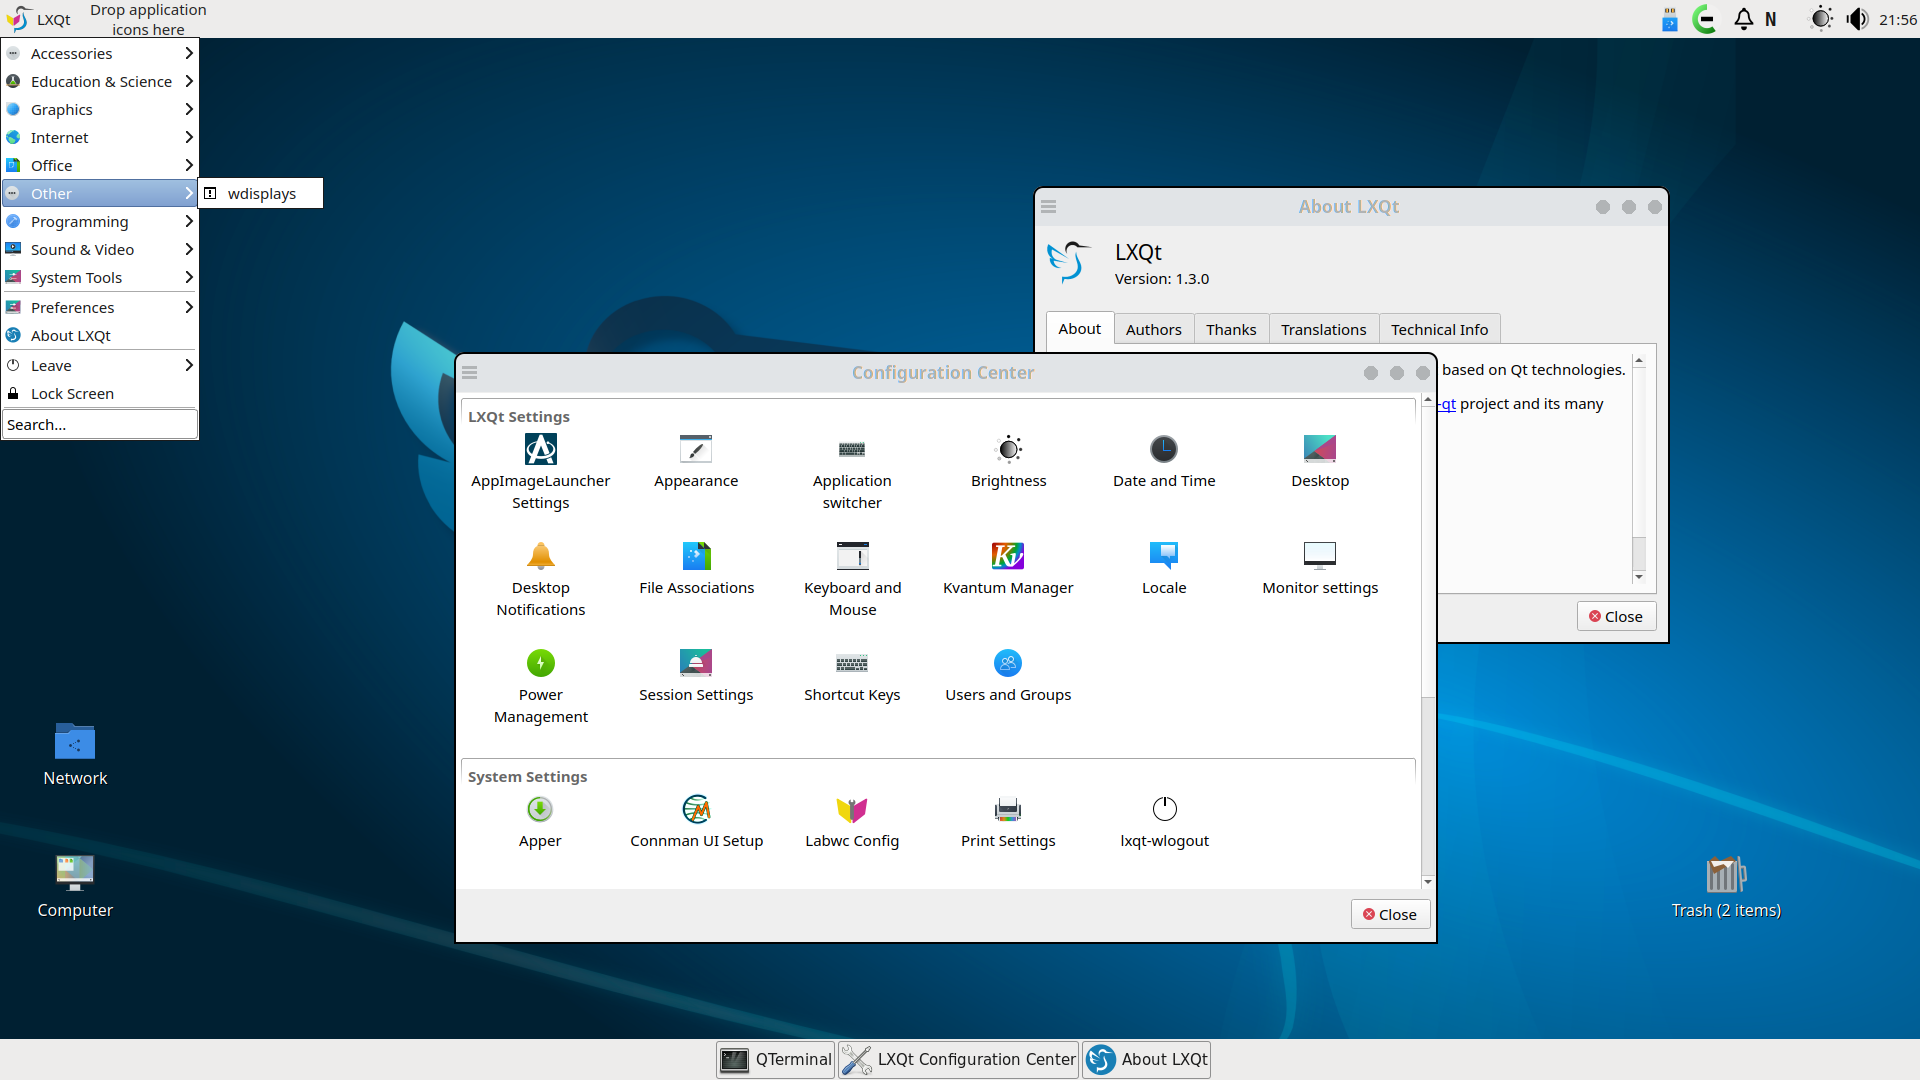 LXQt
Drop application
icons here
N
21:56
Accessories
Education & Science
Graphics
Internet
Office
Other
wdisplays
Programming
Sound & Video
System Tools
Preferences
About LXQt
Leave
Lock Screen
Search...
About LXQt
LXQt
Version: 1.3.0
About
Authors
Thanks
Translations
Technical Info
based on Qt technologies.
-qt project and its many
Close
Configuration Center
LXQt Settings
AppImageLauncher
Settings
Appearance
Application
switcher
Brightness
Date and Time
Desktop
Desktop
Notifications
File Associations
Keyboard and
Mouse
Kvantum Manager
Locale
Monitor settings
Power
Management
Session Settings
Shortcut Keys
Users and Groups
System Settings
Apper
Connman UI Setup
Labwc Config
Print Settings
lxqt-wlogout
Close
Network
Computer
Trash (2 items)
QTerminal
LXQt Configuration Center
About LXQt